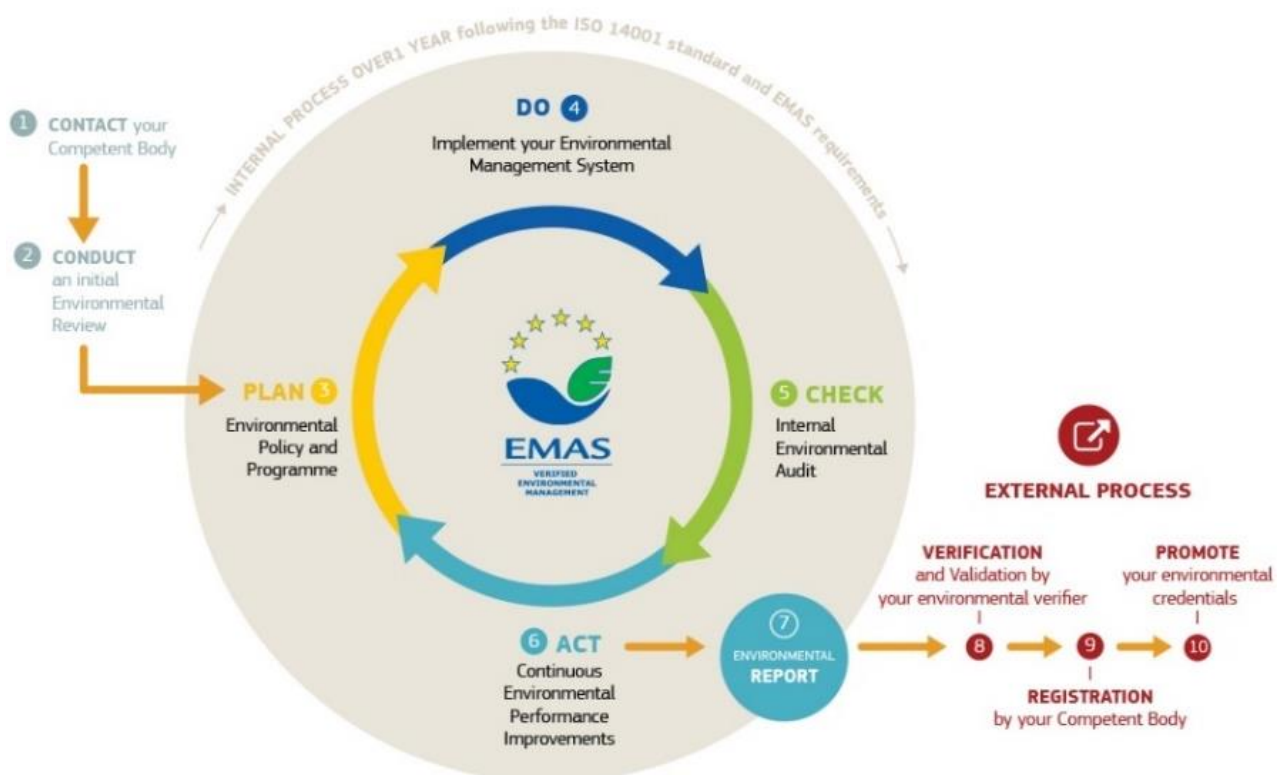 INTERNAL PROCESS OVER1 YEAR following the ISO 14001 standard and EMAS requirements
1 CONTACT your
Competent Body
2 CONDUCT
an initial
Environmental
Review
PLAN 3
Environmental
Policy and
Programme
DO 4
Implement your Environmental
Management System
EMAS
VERIFIED
ENVIRONMENTAL
MANAGEMENT
5 CHECK
Internal
Environmental
Audit
6 ACT
Continuous
Environmental
Performance
Improvements
7
ENVIRONMENTAL
REPORT
EXTERNAL PROCESS
VERIFICATION
and Validation by
your environmental verifier
8
9
REGISTRATION
by your Competent Body
PROMOTE
your environmental
credentials
10